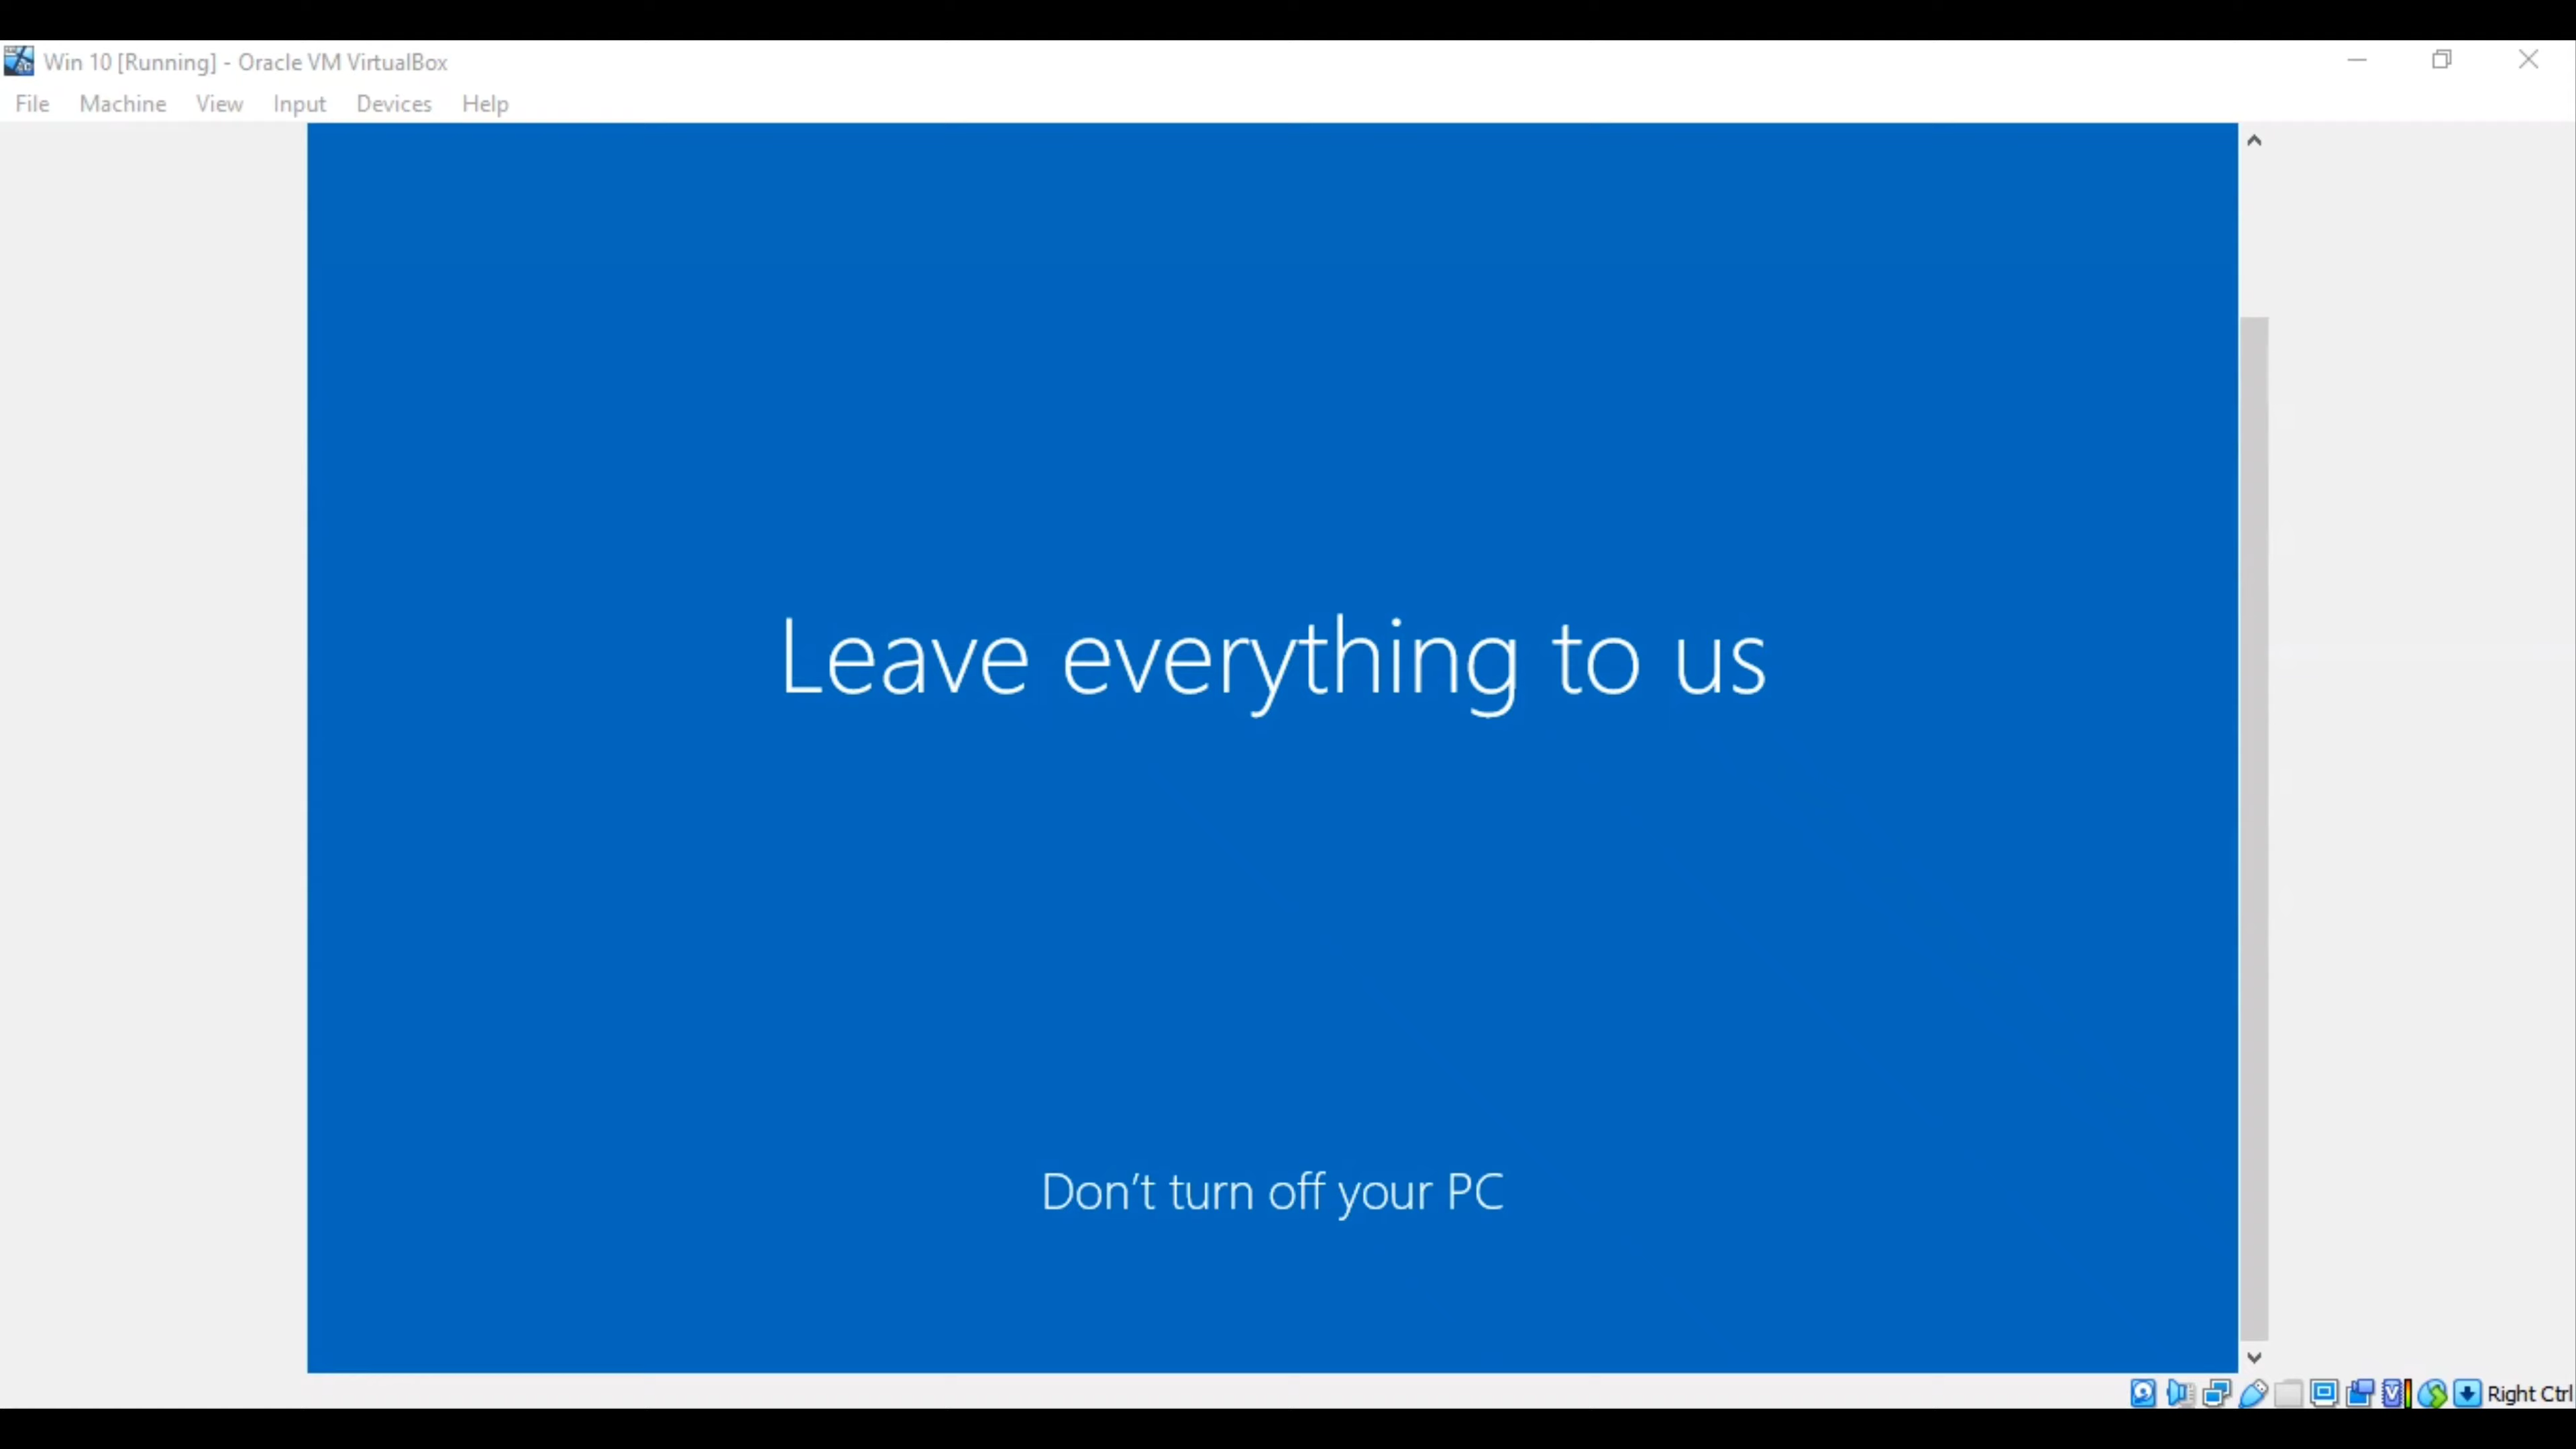 Win 10 [Running] - Oracle VM VirtualBox
File Machine View Input Devices Help
Leave everything to us
Don't turn off your PC
Right Ctrl